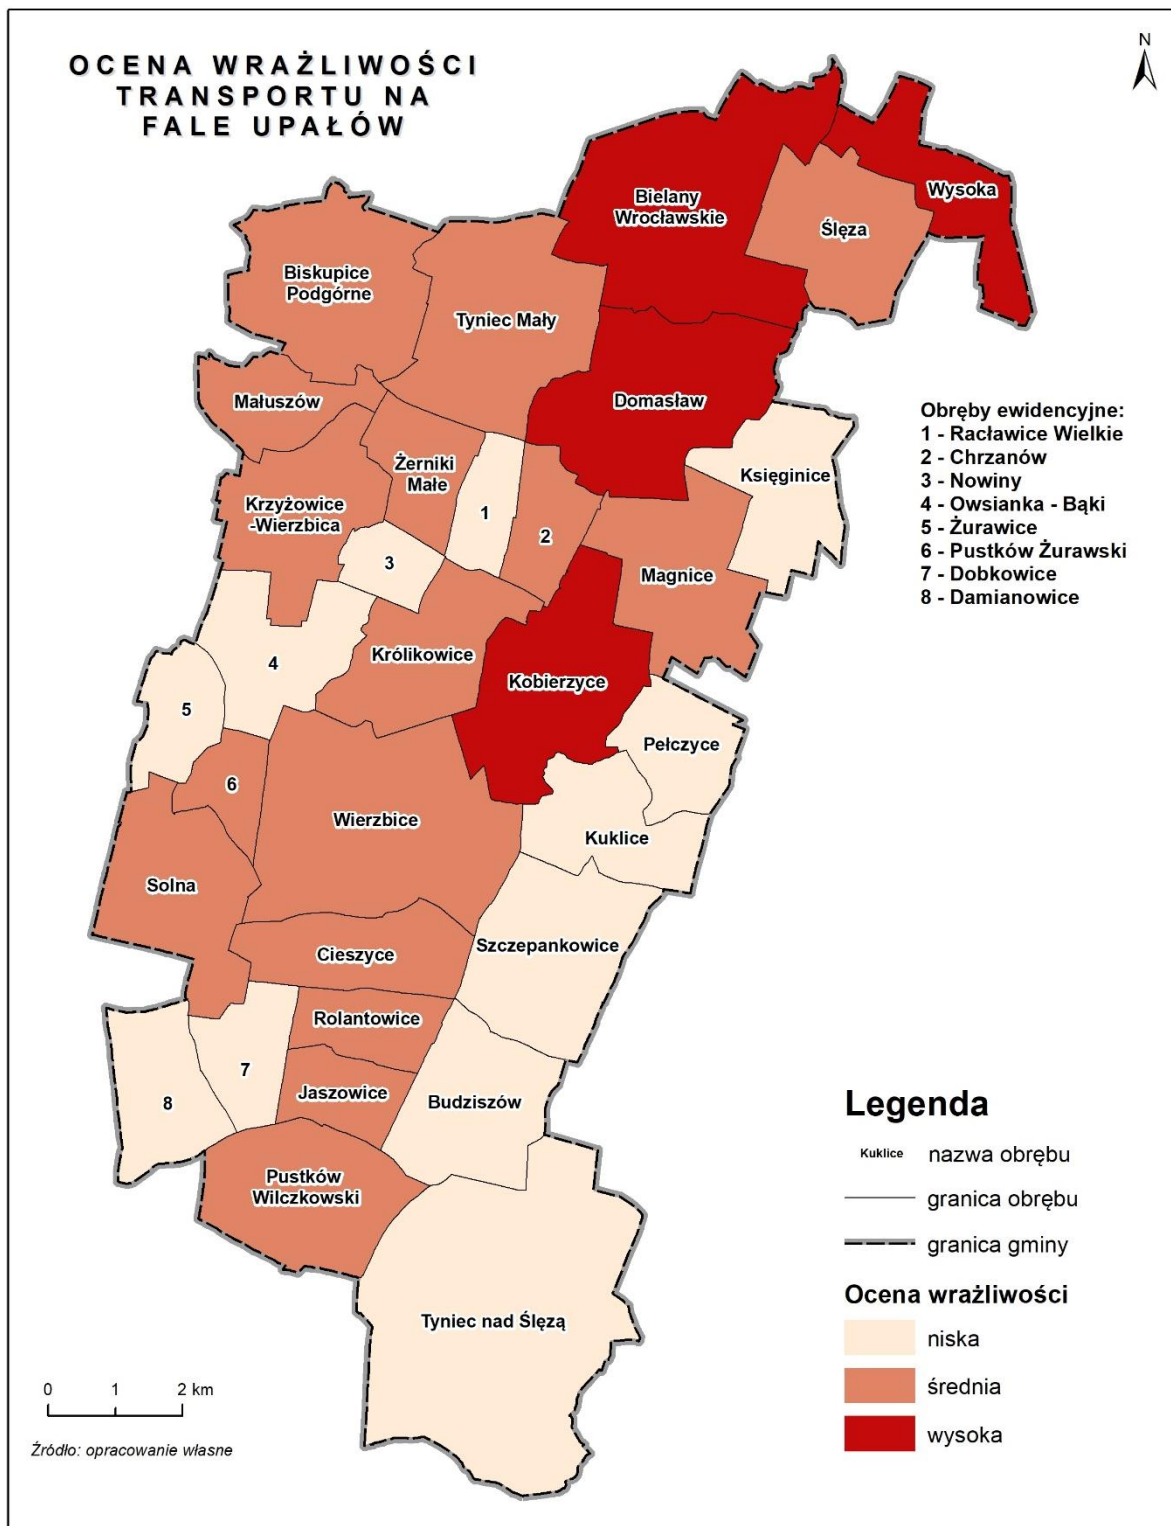 OCENA WRAŻLIWOŚCI
TRANSPORTU NA
FALE UPAŁÓW
N
Bielany
Wrocławskie
Wysoka
Ślęza
Biskupice
Podgórne
Tyniec Mały
Małuszów
Domasław
Obręby ewidencyjne:
1 - Racławice Wielkie
2 - Chrzanów
3 - Nowiny
4 - Owsianka - Bąki
5 - Żurawice
6 - Pustków Żurawski
7 - Dobkowice
8 - Damianowice
Księginice
Żerniki
Małe
Krzyżowice
-Wierzbica
1
2
3
Magnice
4
Królikowice
Kobierzyce
5
Pełczyce
6
Wierzbice
Kuklice
Solna
Szczepankowice
Cieszyce
Rolantowice
7
Jaszowice
8
Budziszów
Pustków
Wilczkowski
Tyniec nad Ślęzą
Legenda
Kuklice nazwa obrębu
granica obrębu
granica gminy
Ocena wrażliwości
niska
średnia
wysoka
0 1 2 km
Źródło: opracowanie własne